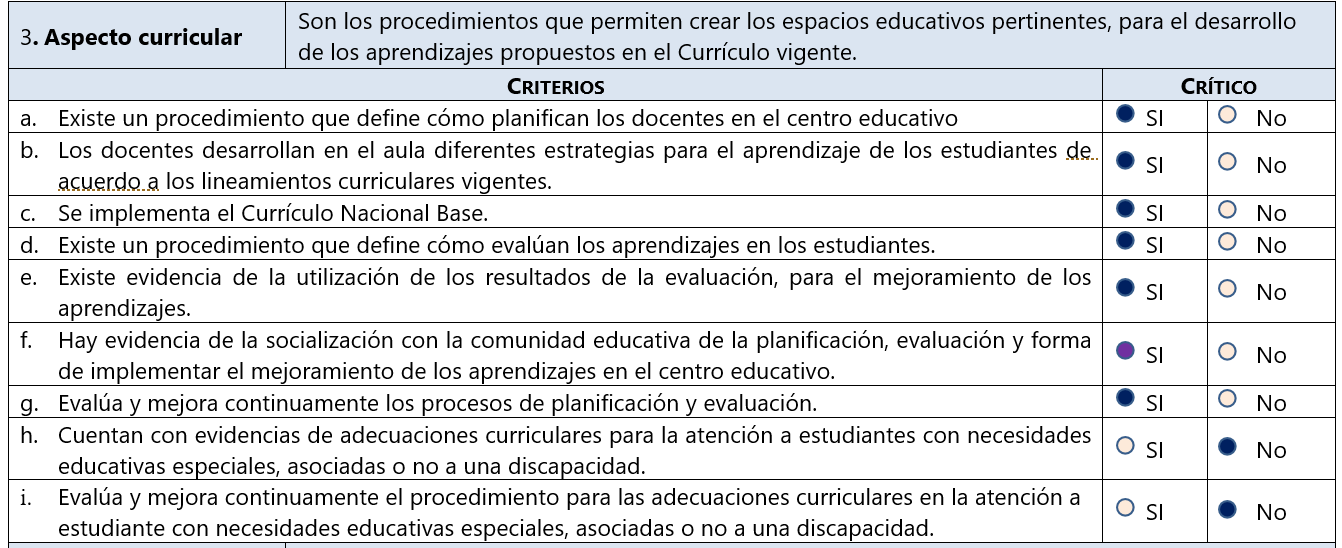 3. Aspecto curricular
Son los procedimientos que permiten crear los espacios educativos pertinentes, para el desarrollo
de los aprendizajes propuestos en el Currículo vigente.
CRITERIOS
CRÍTICO
a. Existe un procedimiento que define cómo planifican los docentes en el centro educativo
SI No
b. Los docentes desarrollan en el aula diferentes estrategias para el aprendizaje de los estudiantes de
acuerdo a los lineamientos curriculares vigentes.
SI No
c. Se implementa el Currículo Nacional Base.
SI No
d. Existe un procedimiento que define cómo evalúan los aprendizajes en los estudiantes.
SI No
e. Existe evidencia de la utilización de los resultados de la evaluación, para el mejoramiento de los
aprendizajes.
SI No
f. Hay evidencia de la socialización con la comunidad educativa de la planificación, evaluación y forma
de implementar el mejoramiento de los aprendizajes en el centro educativo.
SI No
g. Evalúa y mejora continuamente los procesos de planificación y evaluación.
SI No
h. Cuentan con evidencias de adecuaciones curriculares para la atención a estudiantes con necesidades
educativas especiales, asociadas o no a una discapacidad.
SI No
i. Evalúa y mejora continuamente el procedimiento para las adecuaciones curriculares en la atención a
estudiante con necesidades educativas especiales, asociadas o no a una discapacidad.
SI No